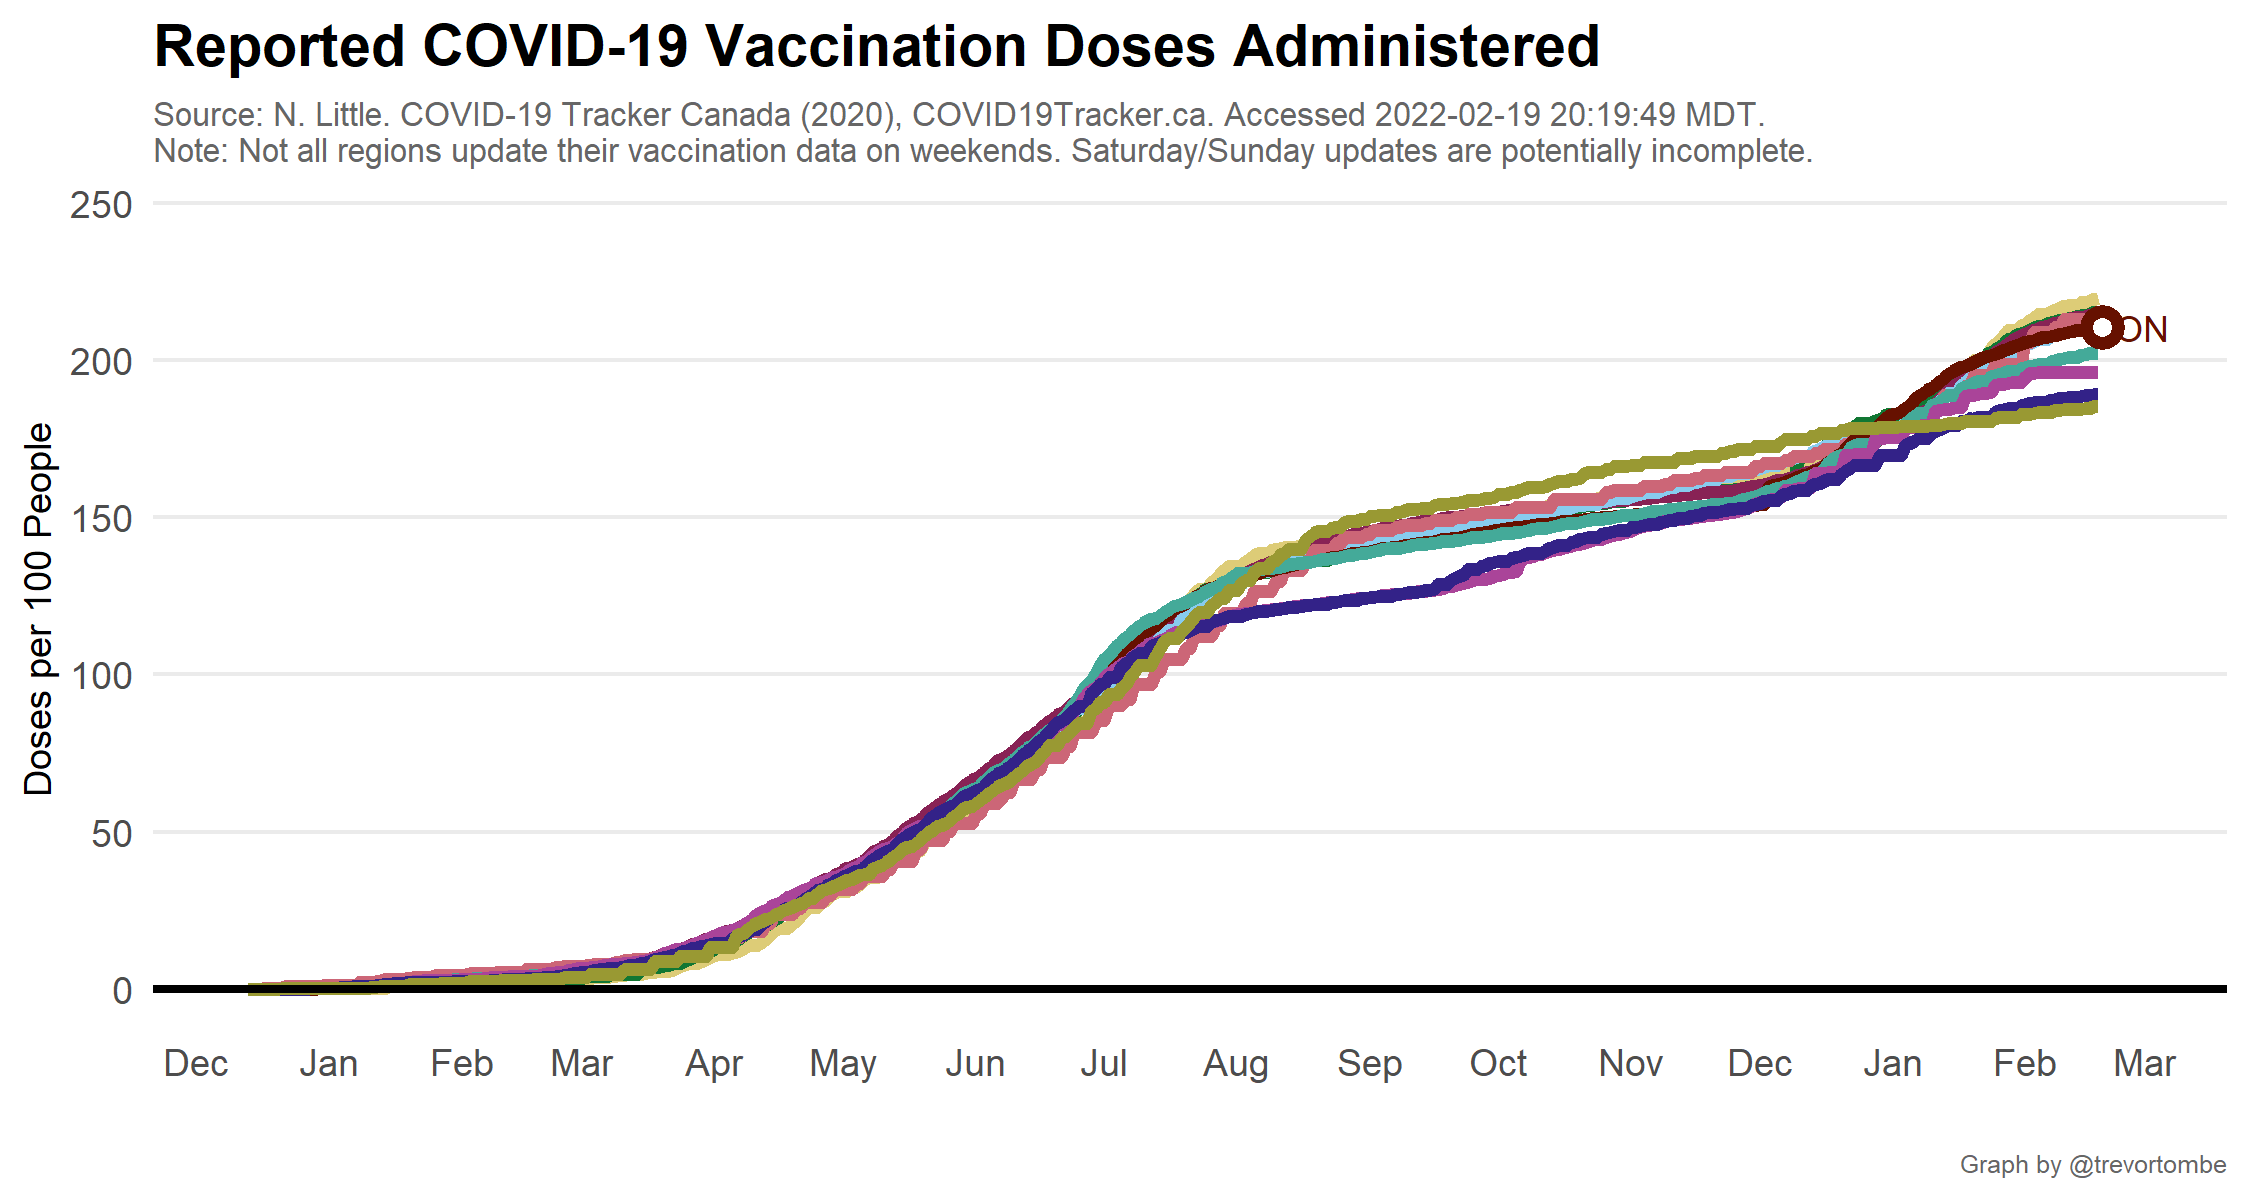 Reported COVID-19 Vaccination Doses Administered
Source: N. Little. COVID-19 Tracker Canada (2020), COVID19Tracker.ca. Accessed 2022-02-19 20:19:49 MDT.
Note: Not all regions update their vaccination data on weekends. Saturday/Sunday updates are potentially incomplete.
Doses per 100 People
250
200
150
100
50
0
ON
Dec Jan Feb Mar Apr May Jun Jul Aug Sep Oct Nov Dec Jan Feb Mar
Graph by @trevortombe